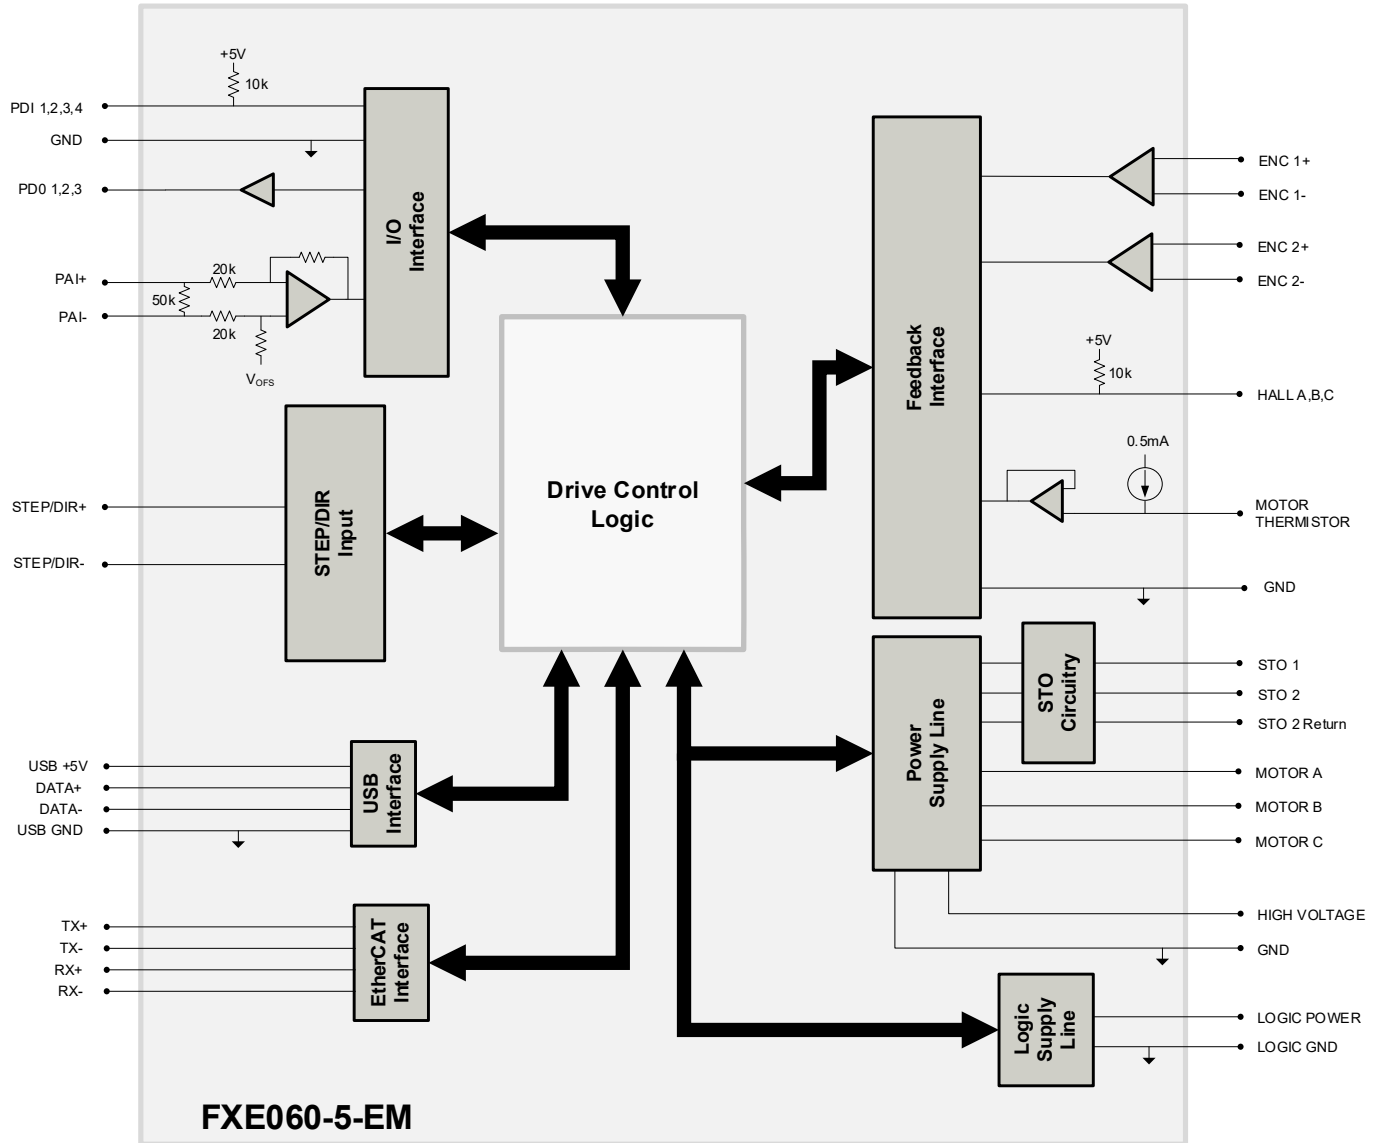 +5V
10k
PDI 1,2,3,4
GND
PD0 1,2,3
PAI+
20k
50k
PAI-
20k
VOFS
I/O
Interface
STEP/DIR+
STEP/DIR-
STEP/DIR
Input
Drive Control
Logic
USB +5V
DATA+
DATA-
USB GND
USB
Interface
TX+
TX-
RX+
RX-
EtherCAT
Interface
Feedback
Interface
ENC 1+
ENC 1-
ENC 2+
ENC 2-
+5V
10k
HALL A,B,C
0.5mA
MOTOR
THERMISTOR
GND
Power
Supply Line
STO
Circuitry
STO 1
STO 2
STO 2 Return
MOTOR A
MOTOR B
MOTOR C
HIGH VOLTAGE
GND
Logic
Supply
Line
LOGIC POWER
LOGIC GND
FXE060-5-EM